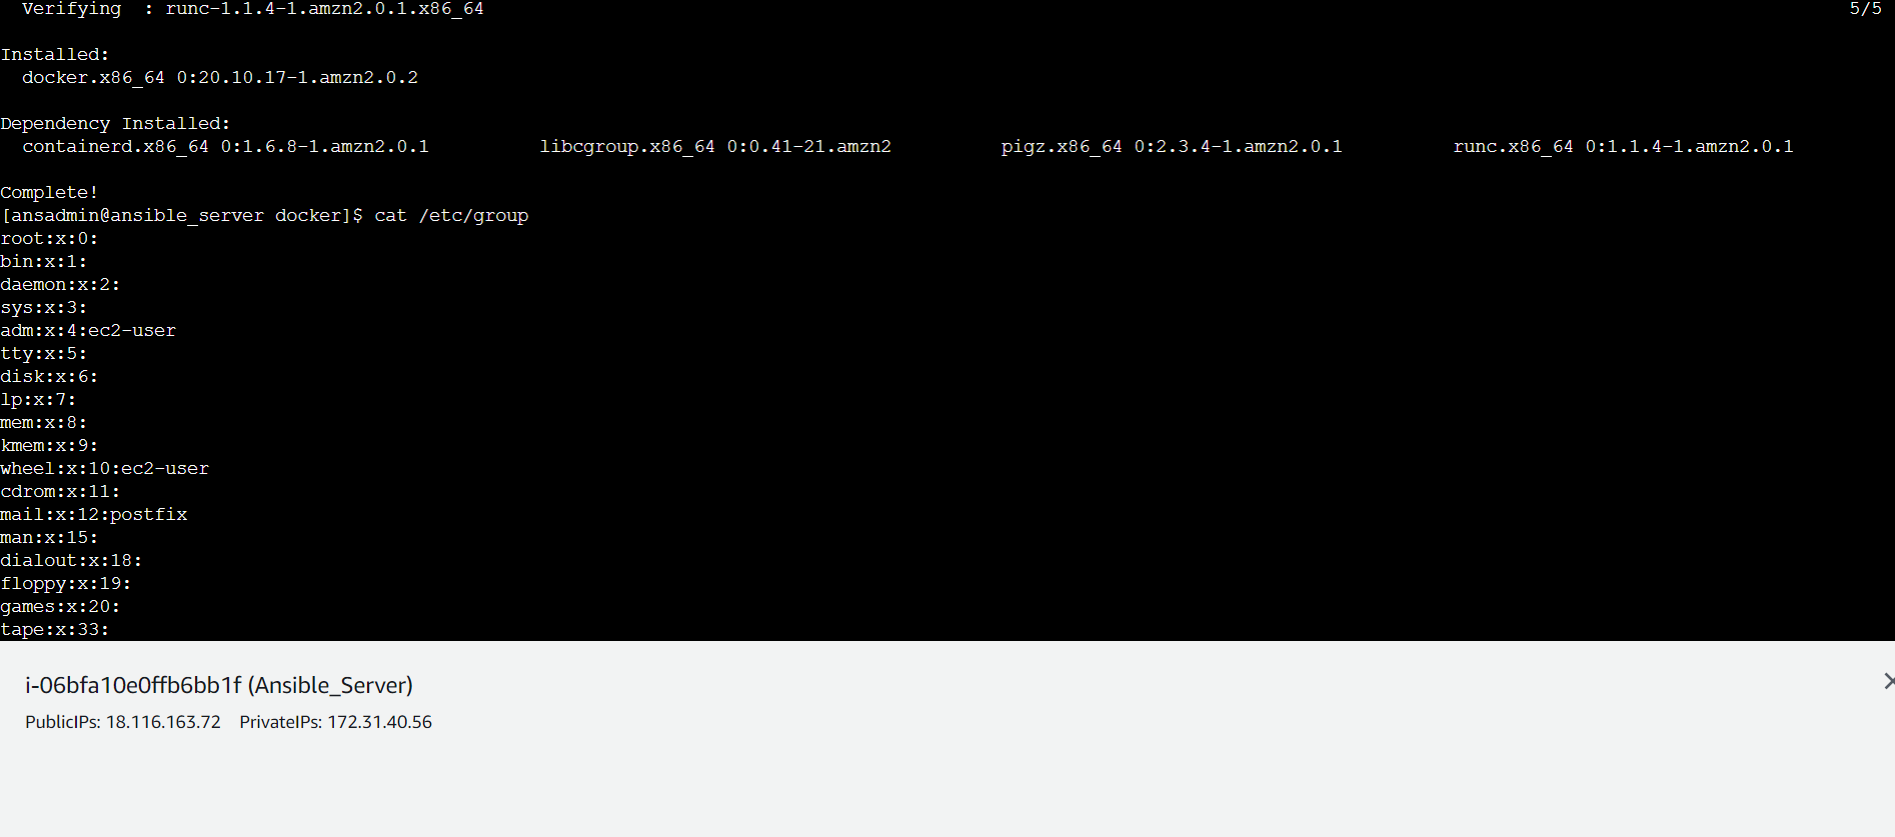 Verifying  : runc-1.1.4-1.amzn2.0.1.x86_64 5/5
Installed:
docker.x86_64 0:20.10.17-1.amzn2.0.2
Dependency Installed:
containerd.x86_64 0:1.6.8-1.amzn2.0.1 libcgroup.x86_64 0:0.41-21.amzn2 pigz.x86_64 0:2.3.4-1.amzn2.0.1 runc.x86_64 0:1.1.4-1.amzn2.0.1
Complete!
[ansadmin@ansible_server docker]$ cat /etc/group
root:x:0:
bin:x:1:
daemon:x:2:
sys:x:3:
adm:x:4:ec2-user
tty:x:5:
disk:x:6:
lp:x:7:
mem:x:8:
kmem:x:9:
wheel:x:10:ec2-user
cdrom:x:11:
mail:x:12:postfix
man:x:15:
dialout:x:18:
floppy:x:19:
games:x:20:
tape:x:33:
i-06bfa10e0ffb6bb1f (Ansible_Server)
PublicIPs: 18.116.163.72 PrivateIPs: 172.31.40.56